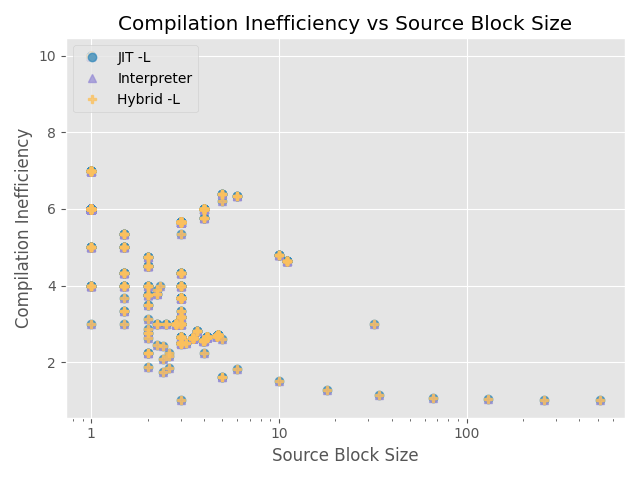 Compilation Inefficiency vs Source Block Size
10
8
6
4
2
Compilation Inefficiency
JIT -L
Interpreter
Hybrid -L
1
10
100
Source Block Size